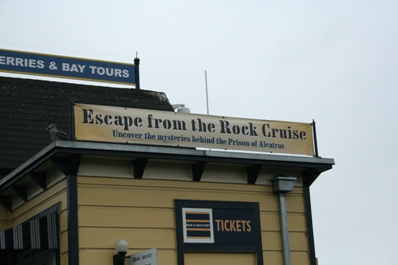 ERRIES & BAY TOURS
Escape from the Rock Cruise
Uncover the mysteries behind the Prison of Alcatraz
TICKETS